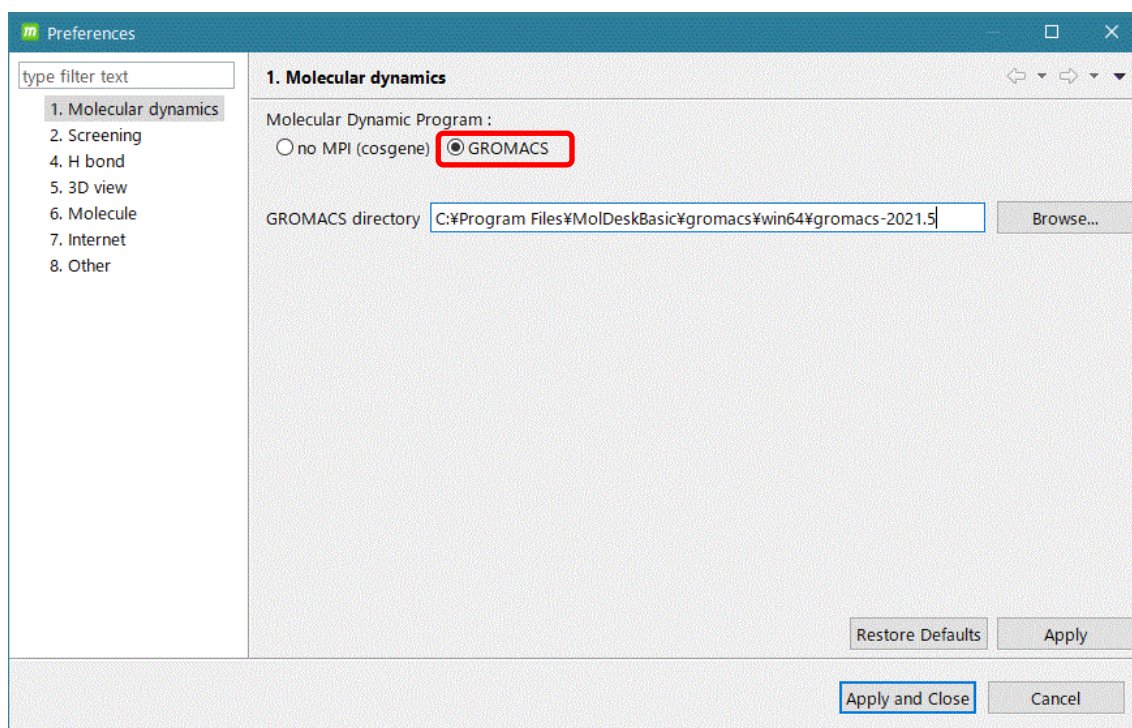 Preferences
type filter text
1. Molecular dynamics
2. Screening
4. H bond
5. 3D view
6. Molecule
7. Internet
8. Other
1. Molecular dynamics
Molecular Dynamic Program :
no MPI (cosgene) GROMACS
GROMACS directory C:¥Program Files¥MolDeskBasic¥gromacs¥win64¥gromacs-2021.5 Browse...
Restore Defaults Apply
Apply and Close Cancel